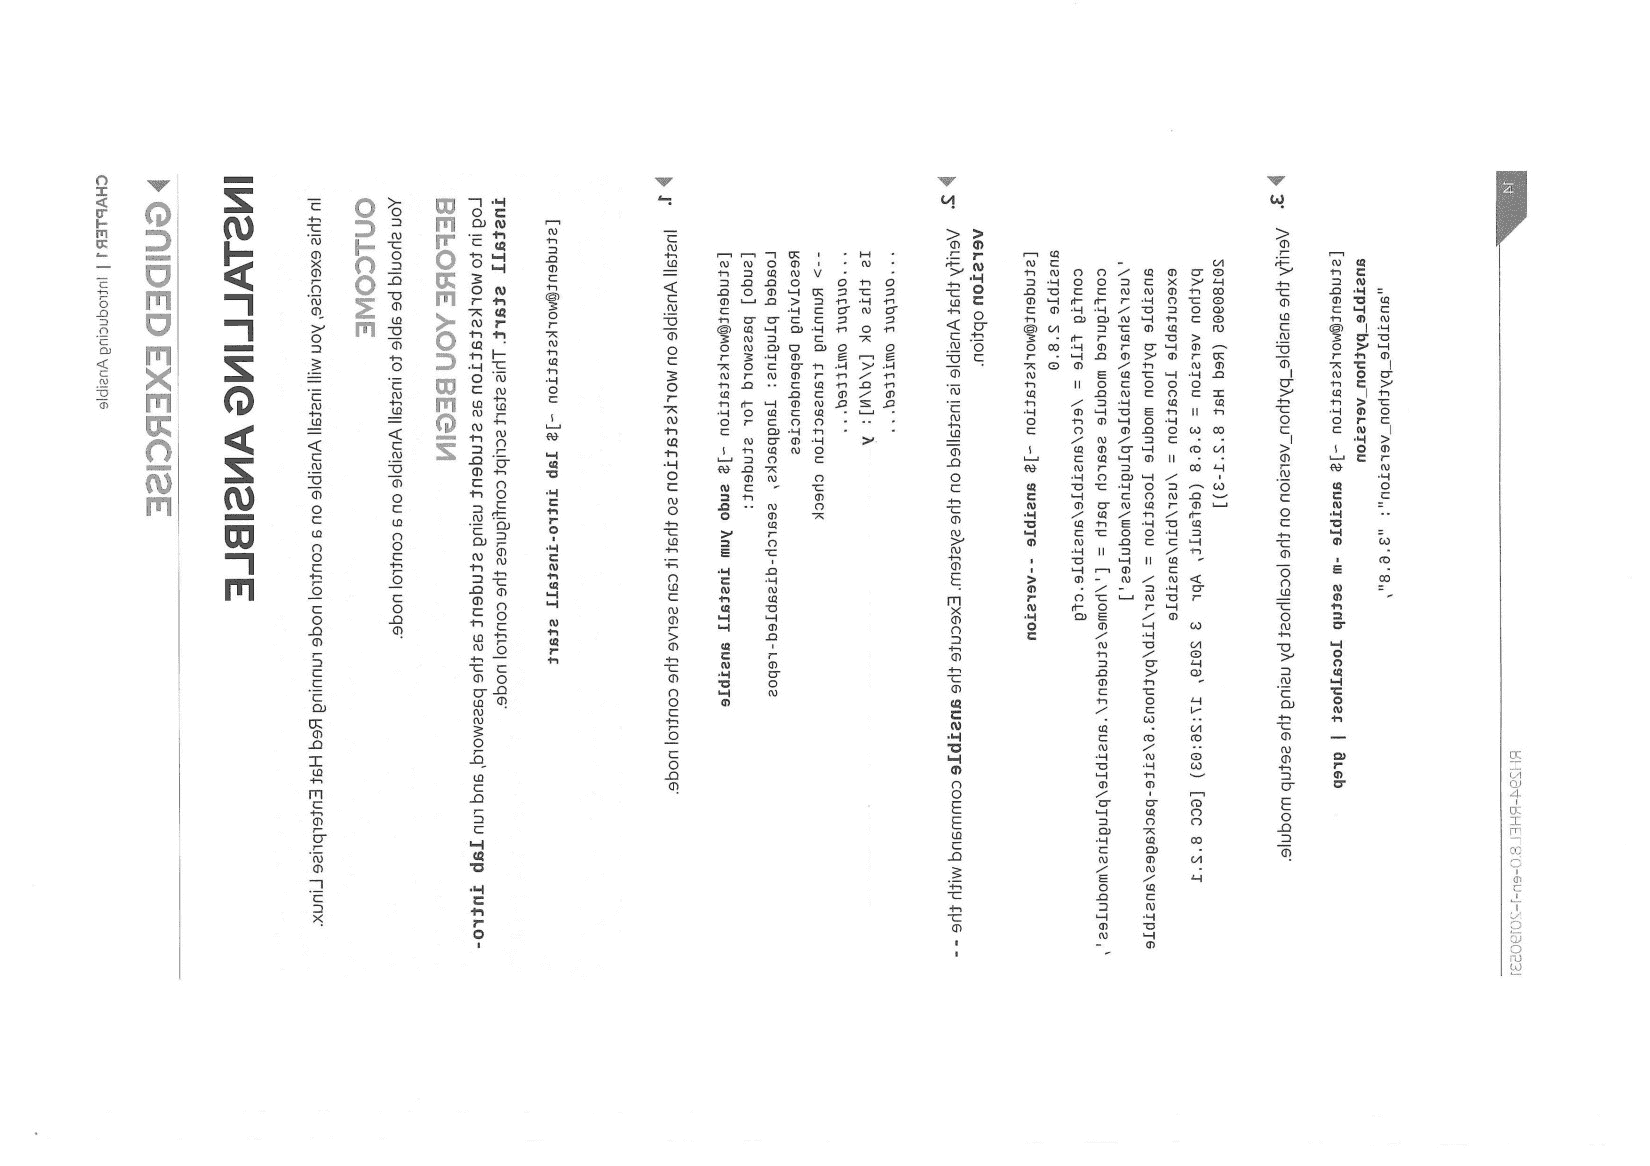 CHAPTER 1 | Introducing Ansible
GUIDED EXERCISE
INSTALLING ANSIBLE
In this exercise, you will install Ansible on a control node running Red Hat Enterprise Linux.
OUTCOME
You should be able to install Ansible on a control node.
BEFORE YOU BEGIN
Log in to workstation as student using student as the password, and run lab intro-
install start. This start script configures the control node.
[student@workstation ~]$ lab intro-install start
1. Install Ansible on workstation so that it can serve the control node.
[student@workstation ~]$ sudo yum install ansible
[sudo] password for student:
Loaded plugins: langpacks, search-disabled-repos
Resolving Dependencies
--> Running transaction check
...output omitted...
Is this ok [y/d/N]: y
...output omitted...
2. Verify that Ansible is installed on the system. Execute the ansible command with the --
version option.
[student@workstation ~]$ ansible --version
ansible 2.8.0
config file = /etc/ansible/ansible.cfg
configured module search path = ['/home/student/.ansible/plugins/modules',
'/usr/share/ansible/plugins/modules']
ansible python module location = /usr/lib/python3.6/site-packages/ansible
executable location = /usr/bin/ansible
python version = 3.6.8 (default, Apr 3 2019, 17:26:03) [GCC 8.2.1
20180905 (Red Hat 8.2.1-3)]
3. Verify the ansible_python_version on the localhost by using the setup module.
[student@workstation ~]$ ansible -m setup localhost | grep
ansible_python_version
"ansible_python_version": "3.6.8",
14
RH294-RHEL8.0-en-1-20190531